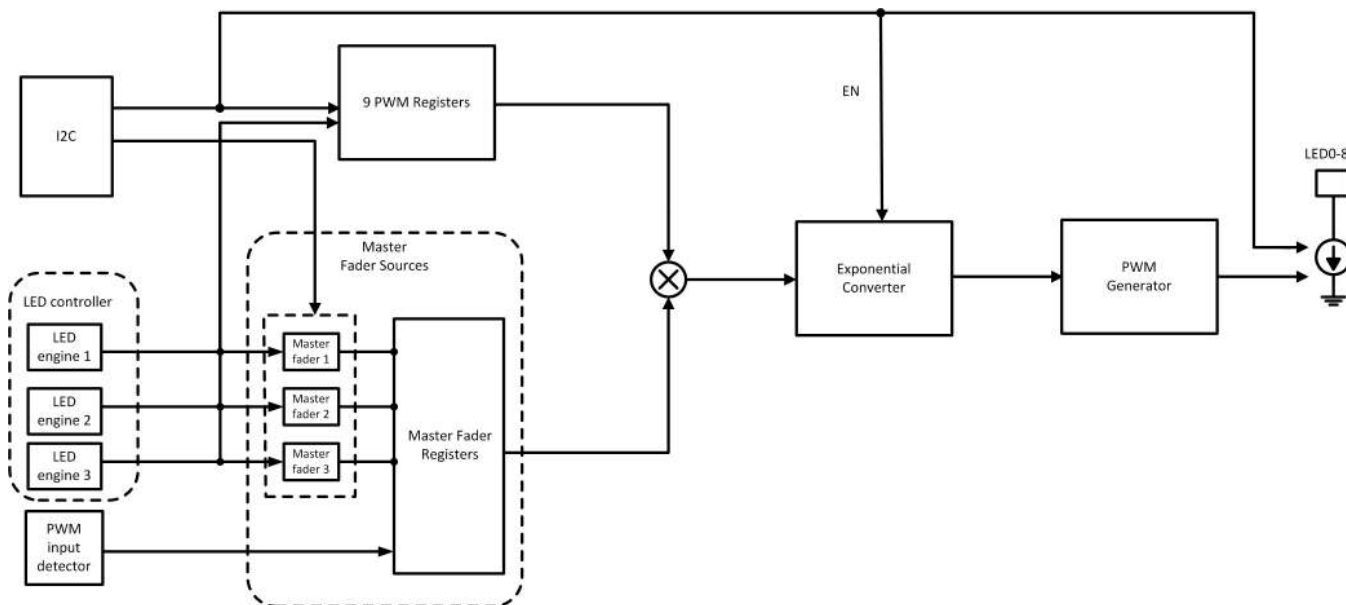 I2C
9 PWM Registers
EN
LED0-8
Master
Fader Sources
LED controller
LED
engine 1
LED
engine 2
LED
engine 3
Master
fader 1
Master
fader 2
Master
fader 3
Master Fader
Registers
PWM
input
detector
Exponential
Converter
PWM
Generator